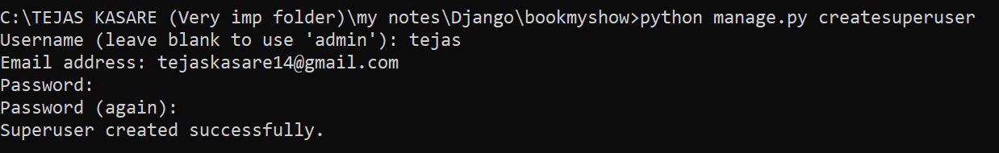 C:\TEJAS KASARE (Very imp folder)\my notes\Django\bookmyshow>python manage.py createsuperuser
Username (leave blank to use 'admin'): tejas
Email address: tejaskasare14@gmail.com
Password:
Password (again):
Superuser created successfully.